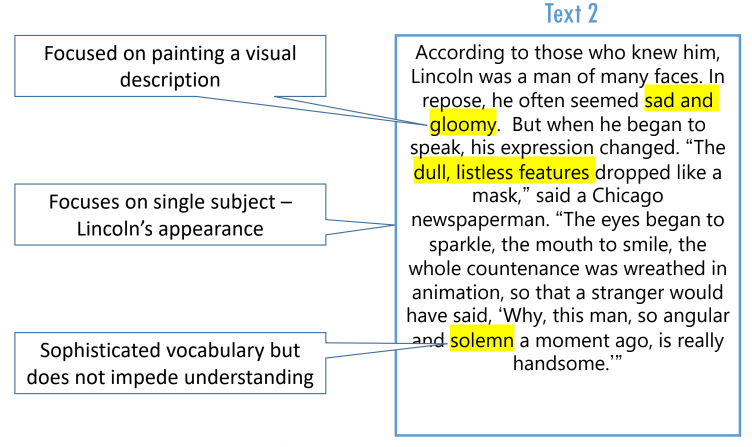 Text 2
Focused on painting a visual
description
Focuses on single subject –
Lincoln’s appearance
Sophisticated vocabulary but
does not impede understanding
According to those who knew him,
Lincoln was a man of many faces. In
repose, he often seemed sad and
gloomy.  But when he began to
speak, his expression changed. “The
dull, listless features dropped like a
mask,” said a Chicago
newspaperman. “The eyes began to
sparkle, the mouth to smile, the
whole countenance was wreathed in
animation, so that a stranger would
have said, ‘Why, this man, so angular
and solemn a moment ago, is really
handsome.’”